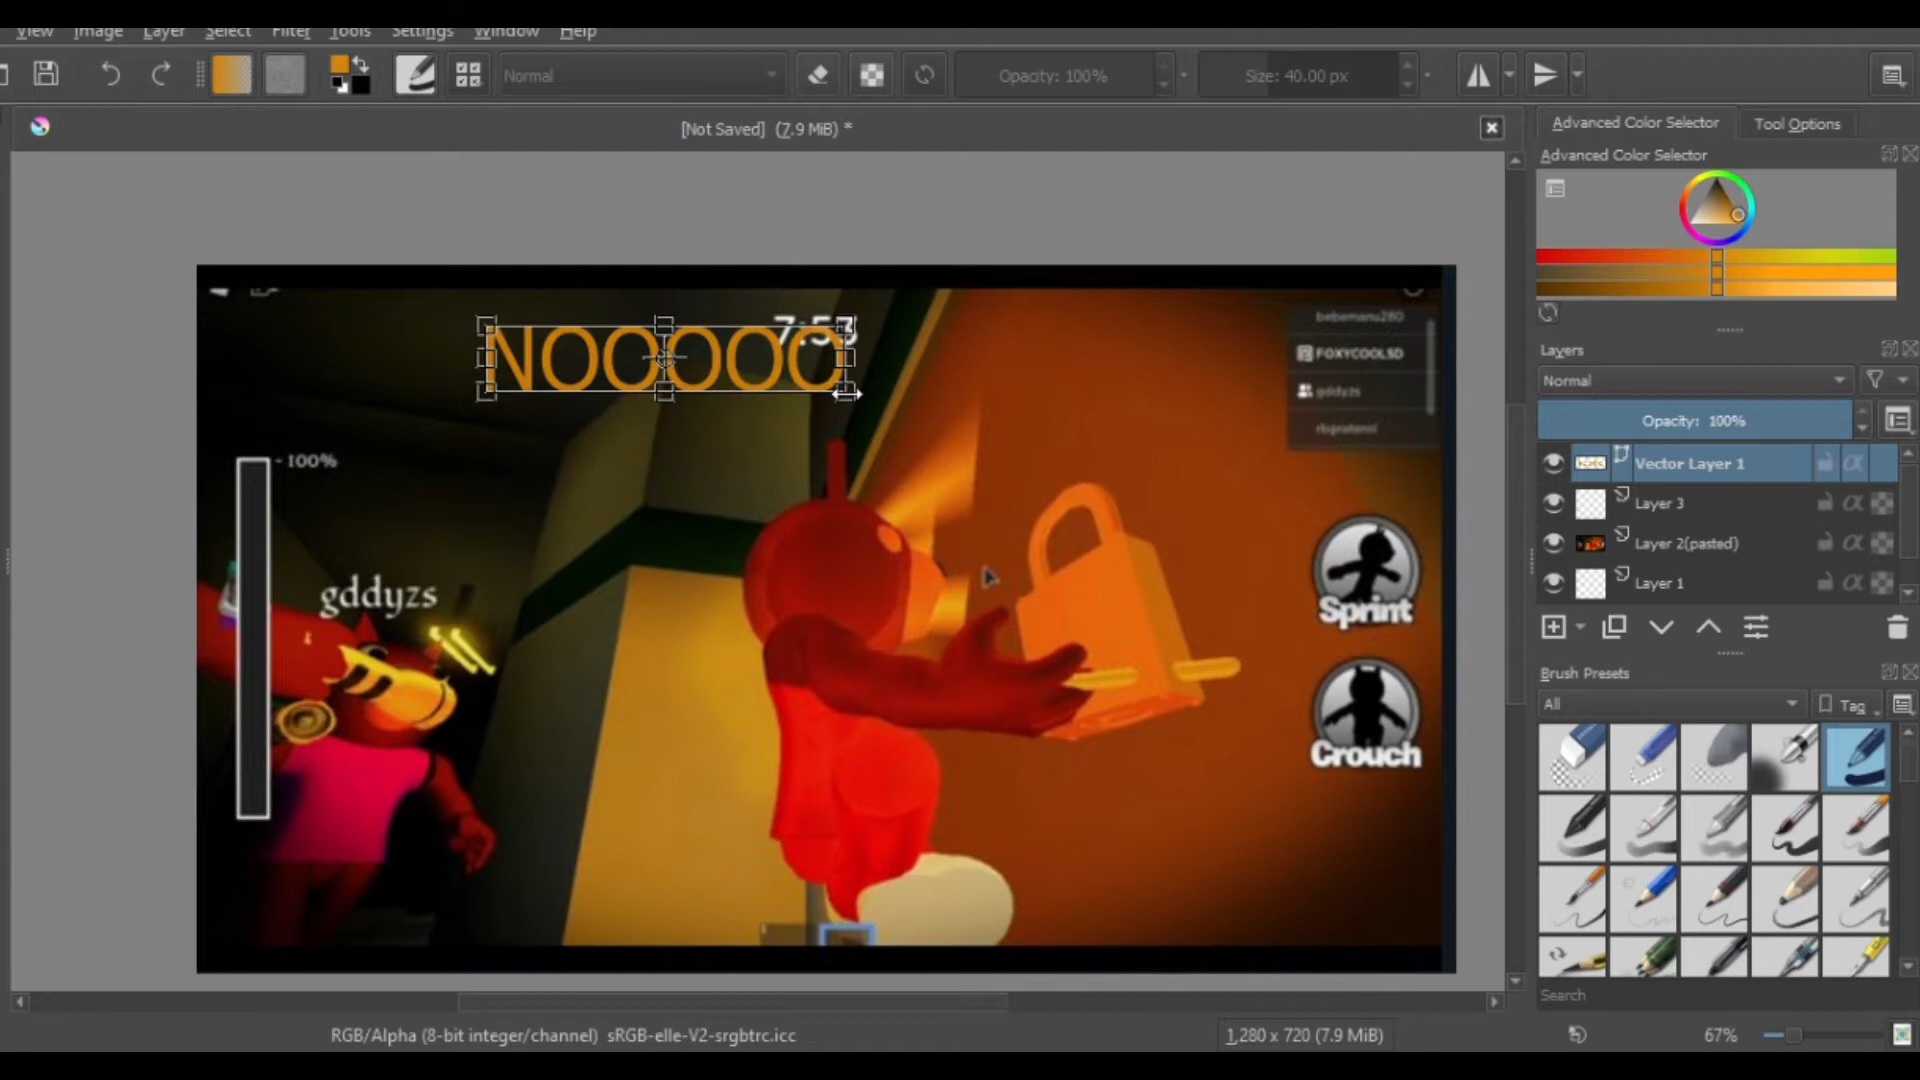 View Image Layer Select Filter Tools Settings Window Help
Normal
Opacity: 100%
Size: 40.00 px
[Not Saved] (7.9 MiB) *
Advanced Color Selector
Tool Options
Advanced Color Selector
7:53
NOOOOO
bebemanu280
FOXYCOOLSD
gddyzs
- 100%
gddyzs
Sprint
Crouch
Layers
Normal
Opacity: 100%
Vector Layer 1
Layer 3
Layer 2(pasted)
Layer 1
Brush Presets
All
Tag
Search
RGB/Alpha (8-bit integer/channel) sRGB-elle-V2-srgbtrc.icc
1,280 x 720 (7.9 MiB)
67%